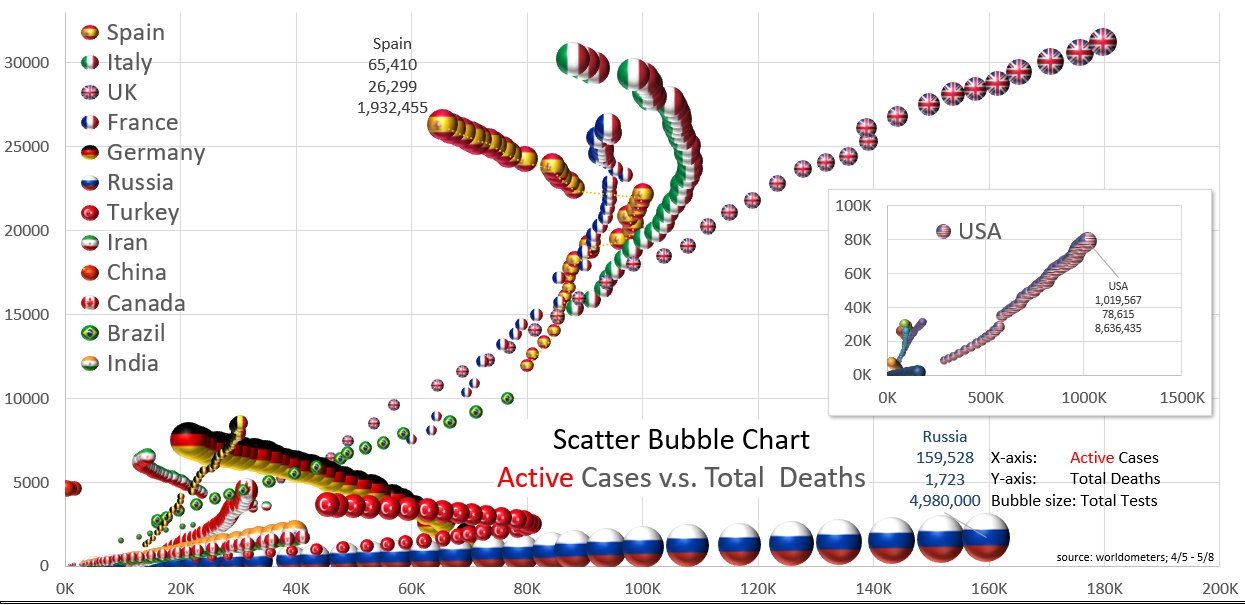 Spain
Italy
UK
France
Germany
Russia
Turkey
Iran
China
Canada
Brazil
India
Spain
65,410
26,299
1,932,455
30000
25000
20000
15000
10000
5000
0
0K
20K
40K
60K
80K
100K
120K
140K
160K
180K
200K
100K
80K
60K
40K
20K
0K
USA
USA
1,019,567
78,615
8,636,435
0K
500K
1000K
1500K
Scatter Bubble Chart
Active Cases v.s. Total Deaths
Russia
159,528
1,723
4,980,000
X-axis: Active Cases
Y-axis: Total Deaths
Bubble size: Total Tests
source: worldometers; 4/5 - 5/8